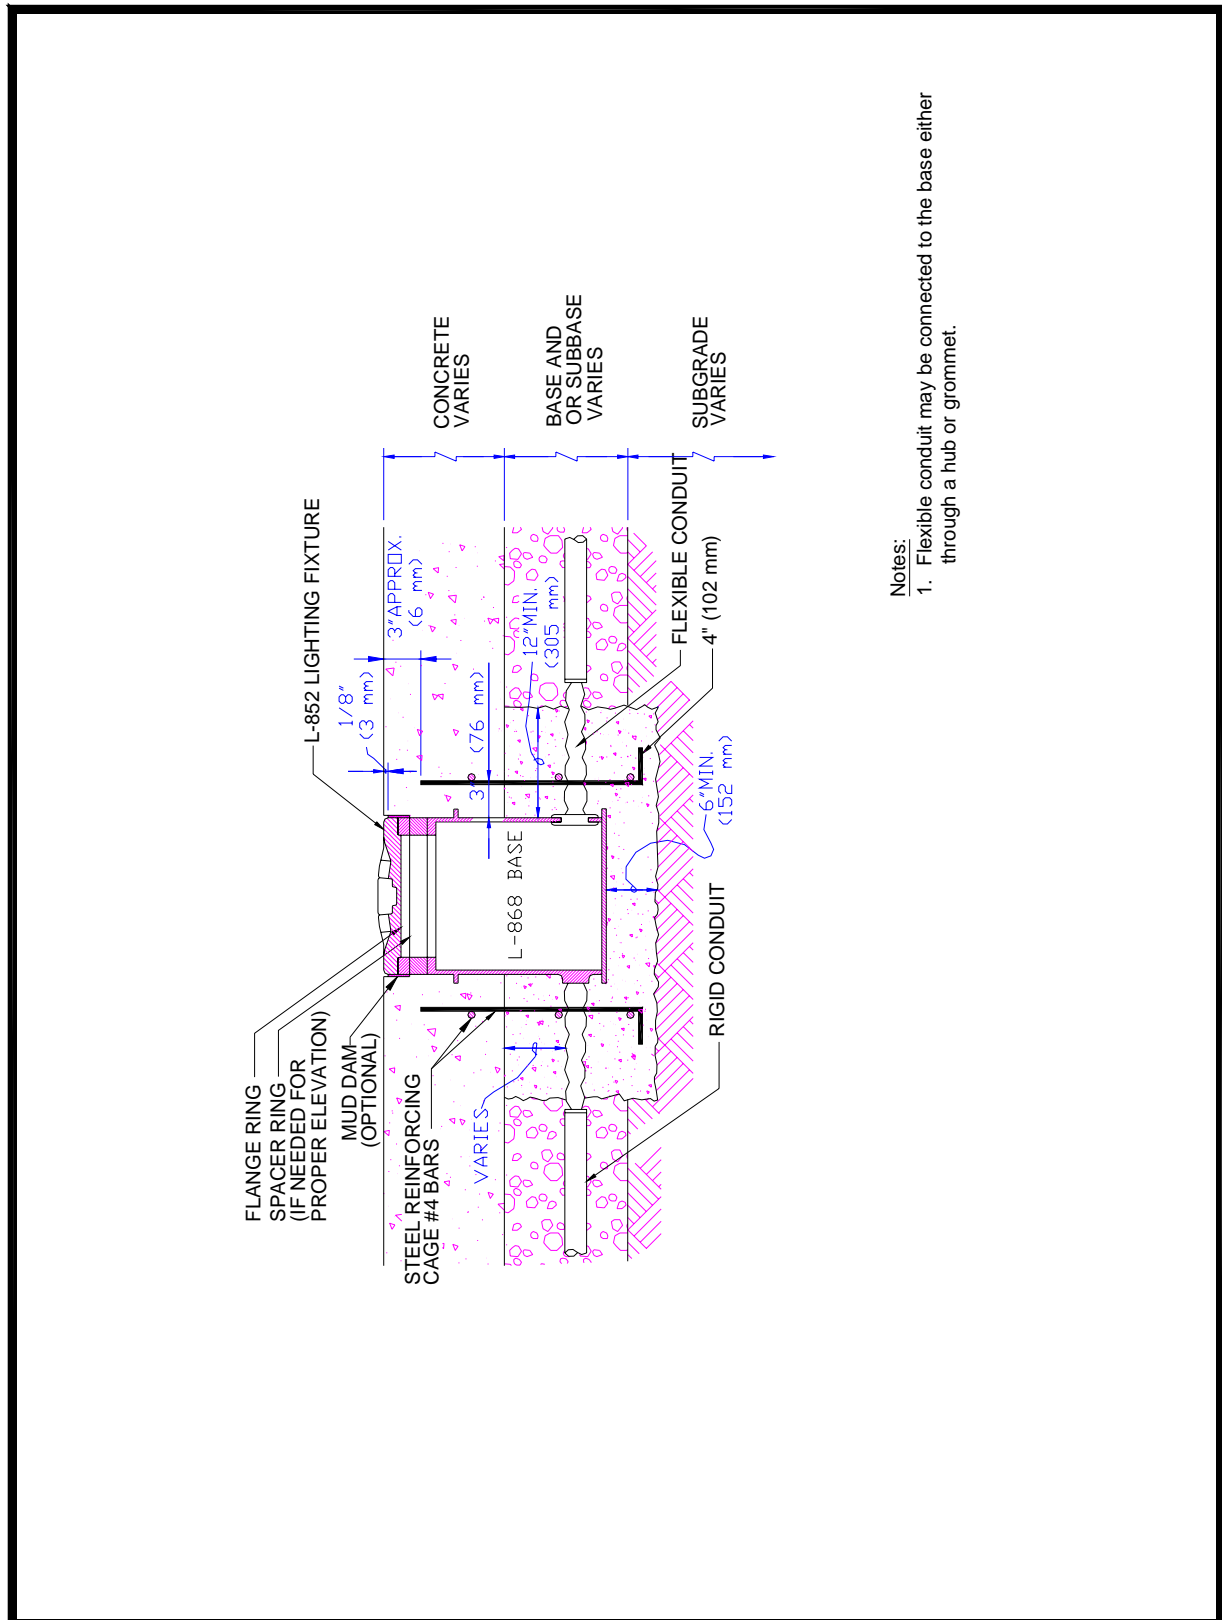 FLANGE RING
SPACER RING
(IF NEEDED FOR
PROPER ELEVATION)
MUD DAM
(OPTIONAL)
STEEL REINFORCING
CAGE #4 BARS
VARIES
L-852 LIGHTING FIXTURE
1/8"
(3 mm)
3"APPROX.
(6 mm)
3"
(76 mm)
12"MIN.
(305 mm)
L-868 BASE
6"MIN.
(152 mm)
RIGID CONDUIT
FLEXIBLE CONDUIT
4" (102 mm)
CONCRETE
VARIES
BASE AND
OR SUBBASE
VARIES
SUBGRADE
VARIES
Notes:
1. Flexible conduit may be connected to the base either
through a hub or grommet.